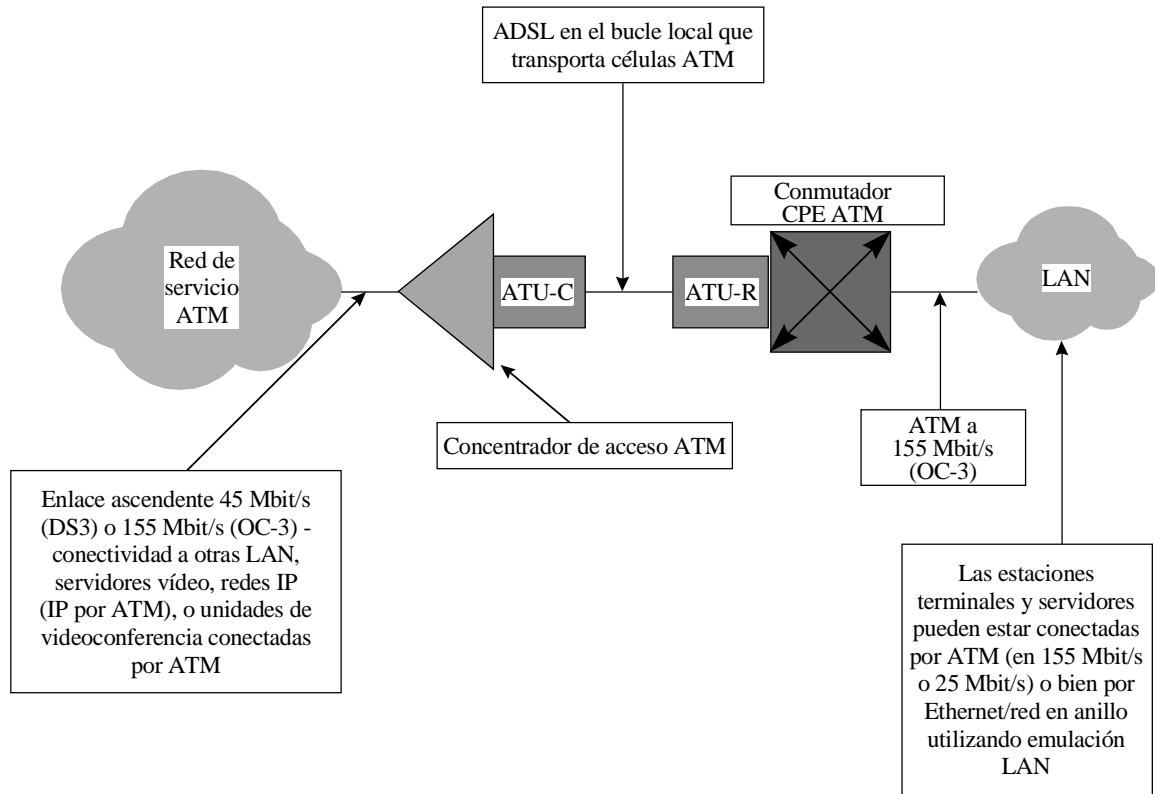 ADSL en el bucle local que
transporta células ATM
Conmutador
CPE ATM
Red de
servicio
ATM
ATU-C
ATU-R
LAN
Concentrador de acceso ATM
ATM a
155 Mbit/s
(OC-3)
Enlace ascendente 45 Mbit/s
(DS3) o 155 Mbit/s (OC-3) -
conectividad a otras LAN,
servidores vídeo, redes IP
(IP por ATM), o unidades de
videoconferencia conectadas
por ATM
Las estaciones
terminales y servidores
pueden estar conectadas
por ATM (en 155 Mbit/s
o 25 Mbit/s) o bien por
Ethernet/red en anillo
utilizando emulación
LAN